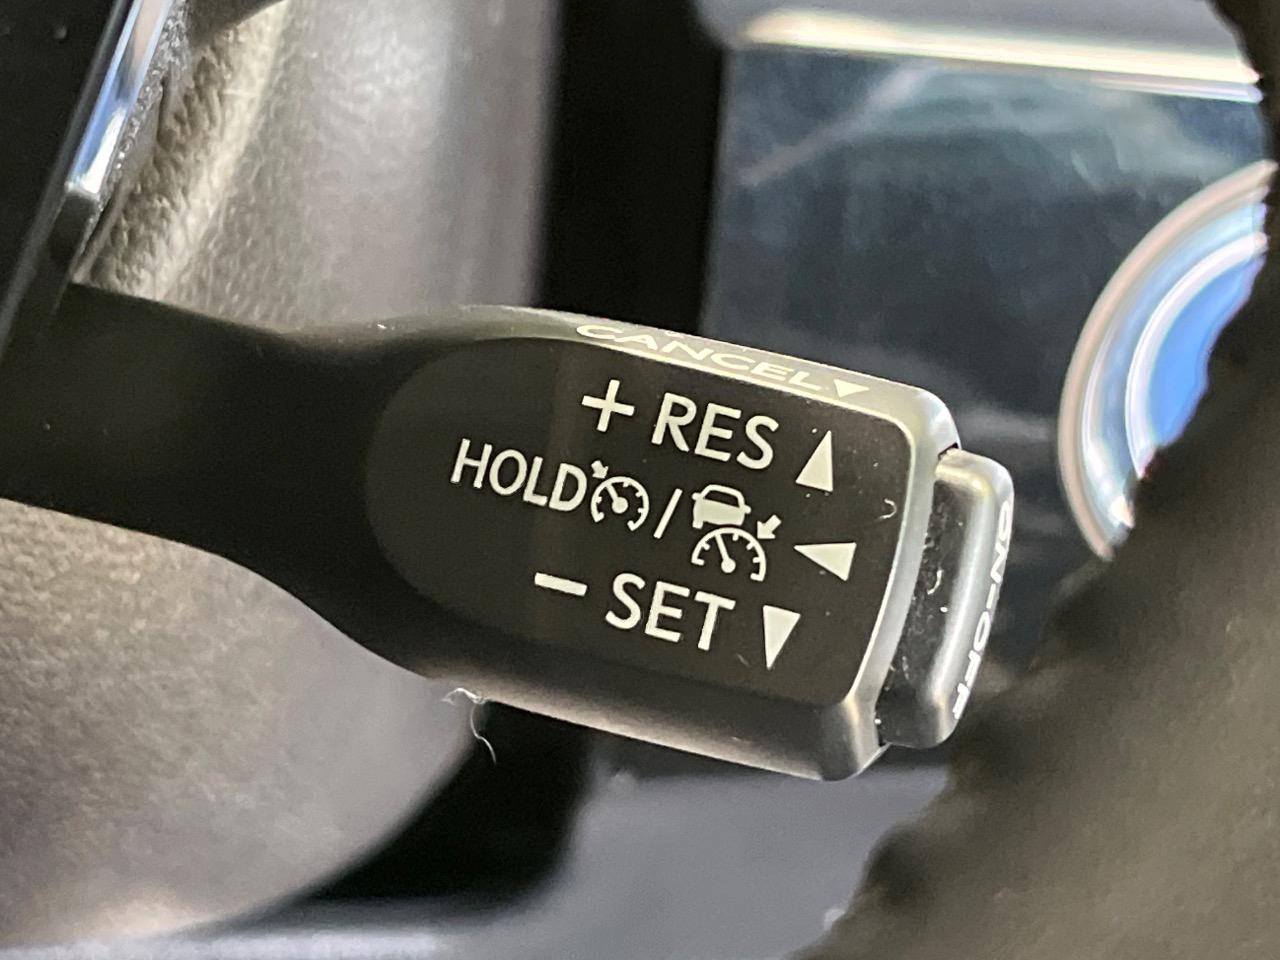 CANCEL▼
+ RES ▲
HOLD / ◀
− SET ▼
ON-OFF